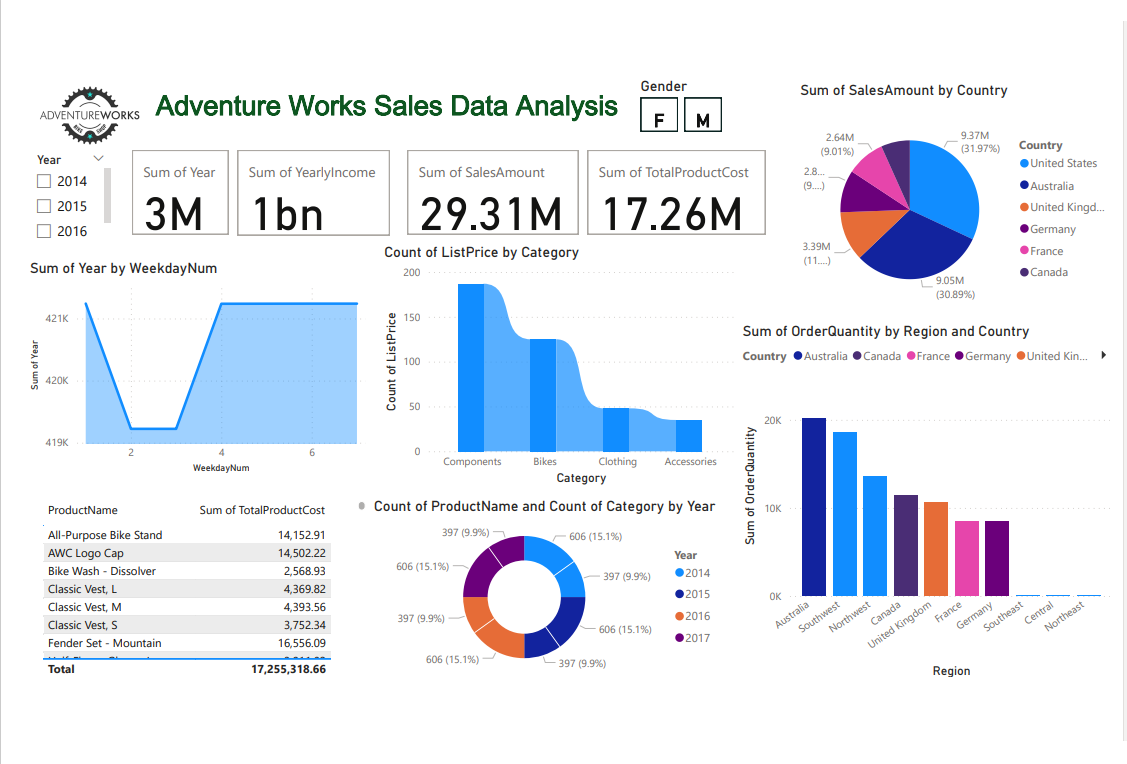 ADVENTUREWORKS
BIKE SHOP
Adventure Works Sales Data Analysis
Gender
F M
Year
2014
2015
2016
Sum of Year
3M
Sum of YearlyIncome
1bn
Sum of SalesAmount
29.31M
Sum of TotalProductCost
17.26M
Sum of SalesAmount by Country
9.37M
(31.97%)
9.05M
(30.89%)
3.39M
(11....)
2.8...
(9....)
2.64M
(9.01%)
Country
United States
Australia
United Kingd...
Germany
France
Canada
Sum of Year by WeekdayNum
Sum of Year
421K
420K
419K
2 4 6
WeekdayNum
Count of ListPrice by Category
Count of ListPrice
200
150
100
50
0
Components Bikes Clothing Accessories
Category
Sum of OrderQuantity by Region and Country
Country Australia Canada France Germany United Kin...
Sum of OrderQuantity
20K
10K
0K
Australia Southwest Northwest Canada United Kingdom France Germany Southeast Central Northeast
Region
ProductName Sum of TotalProductCost
All-Purpose Bike Stand 14,152.91
AWC Logo Cap 14,502.22
Bike Wash - Dissolver 2,568.93
Classic Vest, L 4,369.82
Classic Vest, M 4,393.56
Classic Vest, S 3,752.34
Fender Set - Mountain 16,556.09
Total 17,255,318.66
Count of ProductName and Count of Category by Year
606 (15.1%)
397 (9.9%)
606 (15.1%)
397 (9.9%)
606 (15.1%)
397 (9.9%)
606 (15.1%)
397 (9.9%)
Year
2014
2015
2016
2017